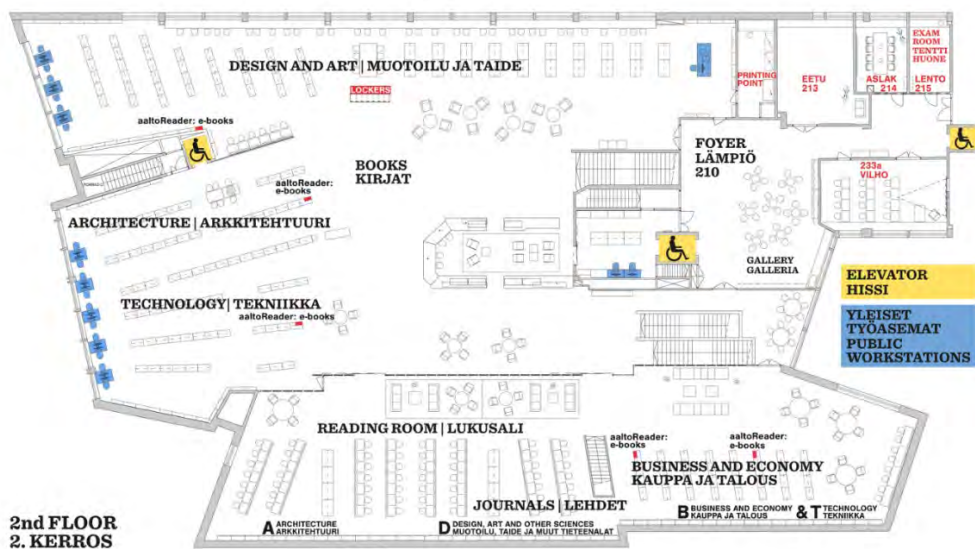 DESIGN AND ART | MUOTOILU JA TAIDE
LOCKERS
PRINTING
POINT
EETU
213
ASLAK
214
EXAM
ROOM
TENTTI
HUONE
LENTO
215
aaltoReader: e-books
BOOKS
KIRJAT
FOYER
LÄMPIÖ
210
233a
VILHO
aaltoReader:
e-books
ARCHITECTURE | ARKKITEHTUURI
GALLERY
GALLERIA
ELEVATOR
HISSI
TECHNOLOGY| TEKNIIKKA
aaltoReader: e-books
YLEISET
TYÖASEMAT
PUBLIC
WORKSTATIONS
READING ROOM | LUKUSALI
aaltoReader:
e-books
aaltoReader:
e-books
BUSINESS AND ECONOMY
KAUPPA JA TALOUS
JOURNALS | LEHDET
A ARCHITECTURE
ARKKITEHTUURI
D DESIGN, ART AND OTHER SCIENCES
MUOTOILU, TAIDE JA MUUT TIETEENALAT
B BUSINESS AND ECONOMY
KAUPPA JA TALOUS
& T TECHNOLOGY
TEKNIIKKA
2nd FLOOR
2. KERROS